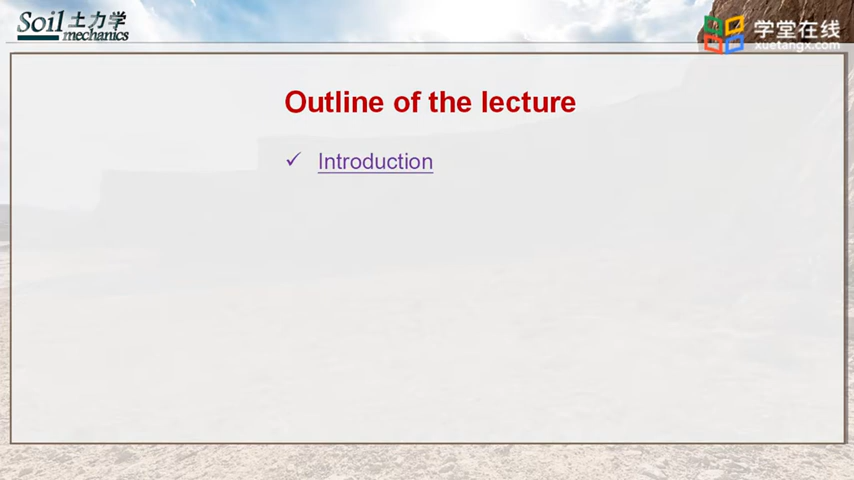 Soil 土力学
mechanics
学堂在线
xuetangx.com
Outline of the lecture
✓ Introduction